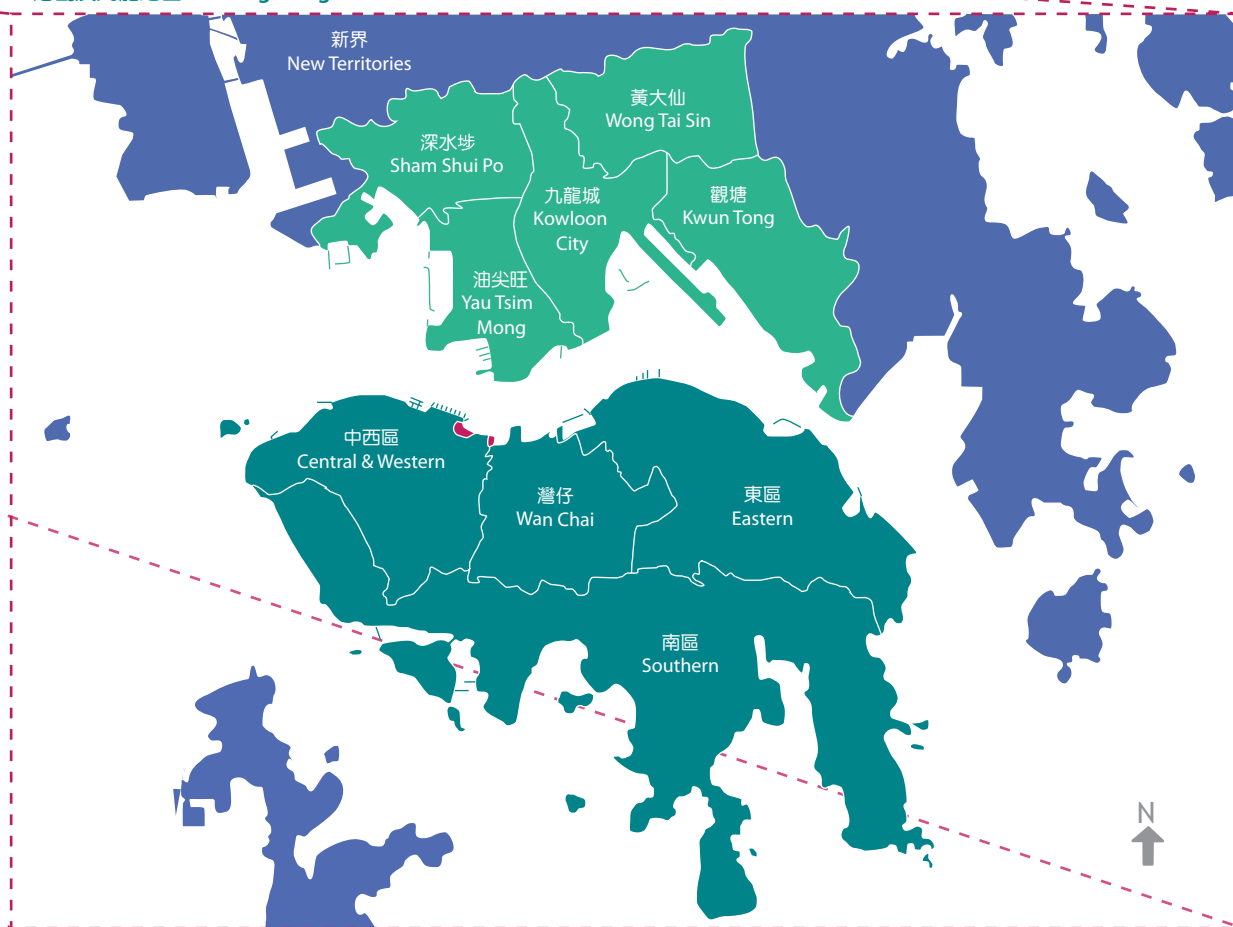 新界
New Territories
黃大仙
Wong Tai Sin
深水埗
Sham Shui Po
九龍城
Kowloon
City
觀塘
Kwun Tong
油尖旺
Yau Tsim
Mong
中西區
Central & Western
灣仔
Wan Chai
東區
Eastern
南區
Southern
N